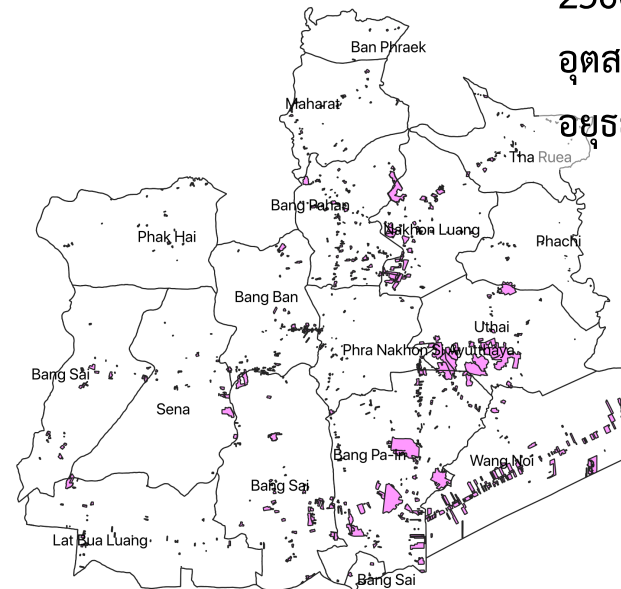 Ban Phraek
อุตส
Maharat
อยุธ
Tha Ruea
Bang Pahan
Nakhon Luang
Phak Hai
Phachi
Bang Ban
Uthai
Phra Nakhon Si Ayutthaya
Bang Sai
Sena
Bang Pa-In
Wang Noi
Bang Sai
Lat Bua Luang
Bang Sai